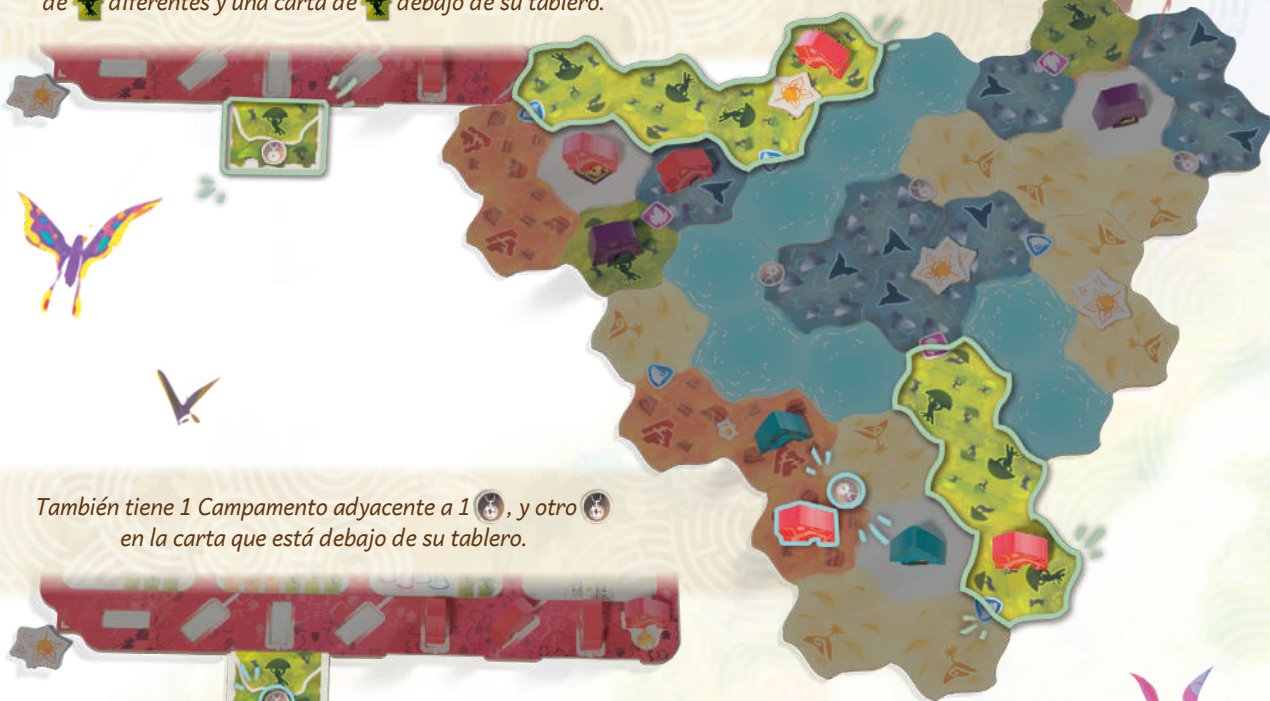 de diferentes y una carta de debajo de su tablero.
También tiene 1 Campamento adyacente a 1 , y otro
en la carta que está debajo de su tablero.